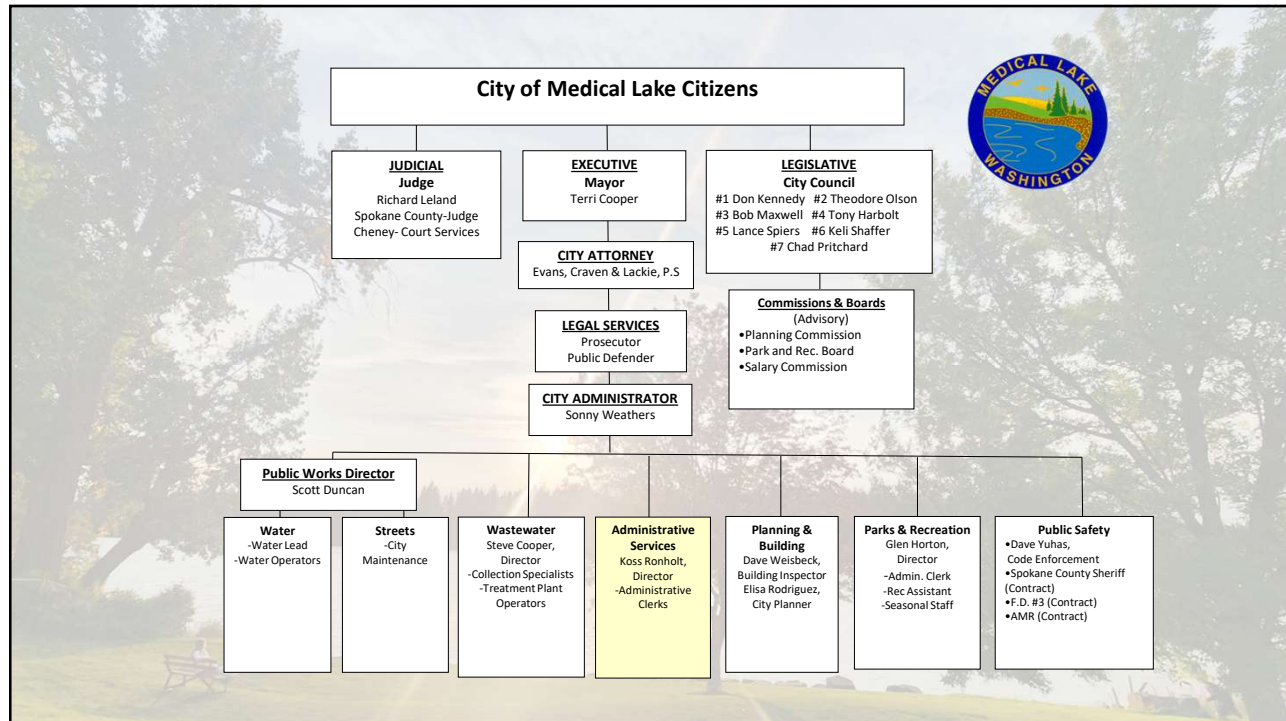 City of Medical Lake Citizens
MEDICAL LAKE
WASHINGTON
JUDICIAL
Judge
Richard Leland
Spokane County-Judge
Cheney- Court Services
EXECUTIVE
Mayor
Terri Cooper
LEGISLATIVE
City Council
#1 Don Kennedy #2 Theodore Olson
#3 Bob Maxwell #4 Tony Harbolt
#5 Lance Spiers #6 Keli Shaffer
#7 Chad Pritchard
CITY ATTORNEY
Evans, Craven & Lackie, P.S
LEGAL SERVICES
Prosecutor
Public Defender
Commissions & Boards
(Advisory)
•Planning Commission
•Park and Rec. Board
•Salary Commission
CITY ADMINISTRATOR
Sonny Weathers
Public Works Director
Scott Duncan
Water
-Water Lead
-Water Operators
Streets
-City
Maintenance
Wastewater
Steve Cooper,
Director
-Collection Specialists
-Treatment Plant
Operators
Administrative
Services
Koss Ronholt,
Director
-Administrative
Clerks
Planning &
Building
Dave Weisbeck,
Building Inspector
Elisa Rodriguez,
City Planner
Parks & Recreation
Glen Horton,
Director
-Admin. Clerk
-Rec Assistant
-Seasonal Staff
Public Safety
•Dave Yuhas,
Code Enforcement
•Spokane County Sheriff
(Contract)
•F.D. #3 (Contract)
•AMR (Contract)